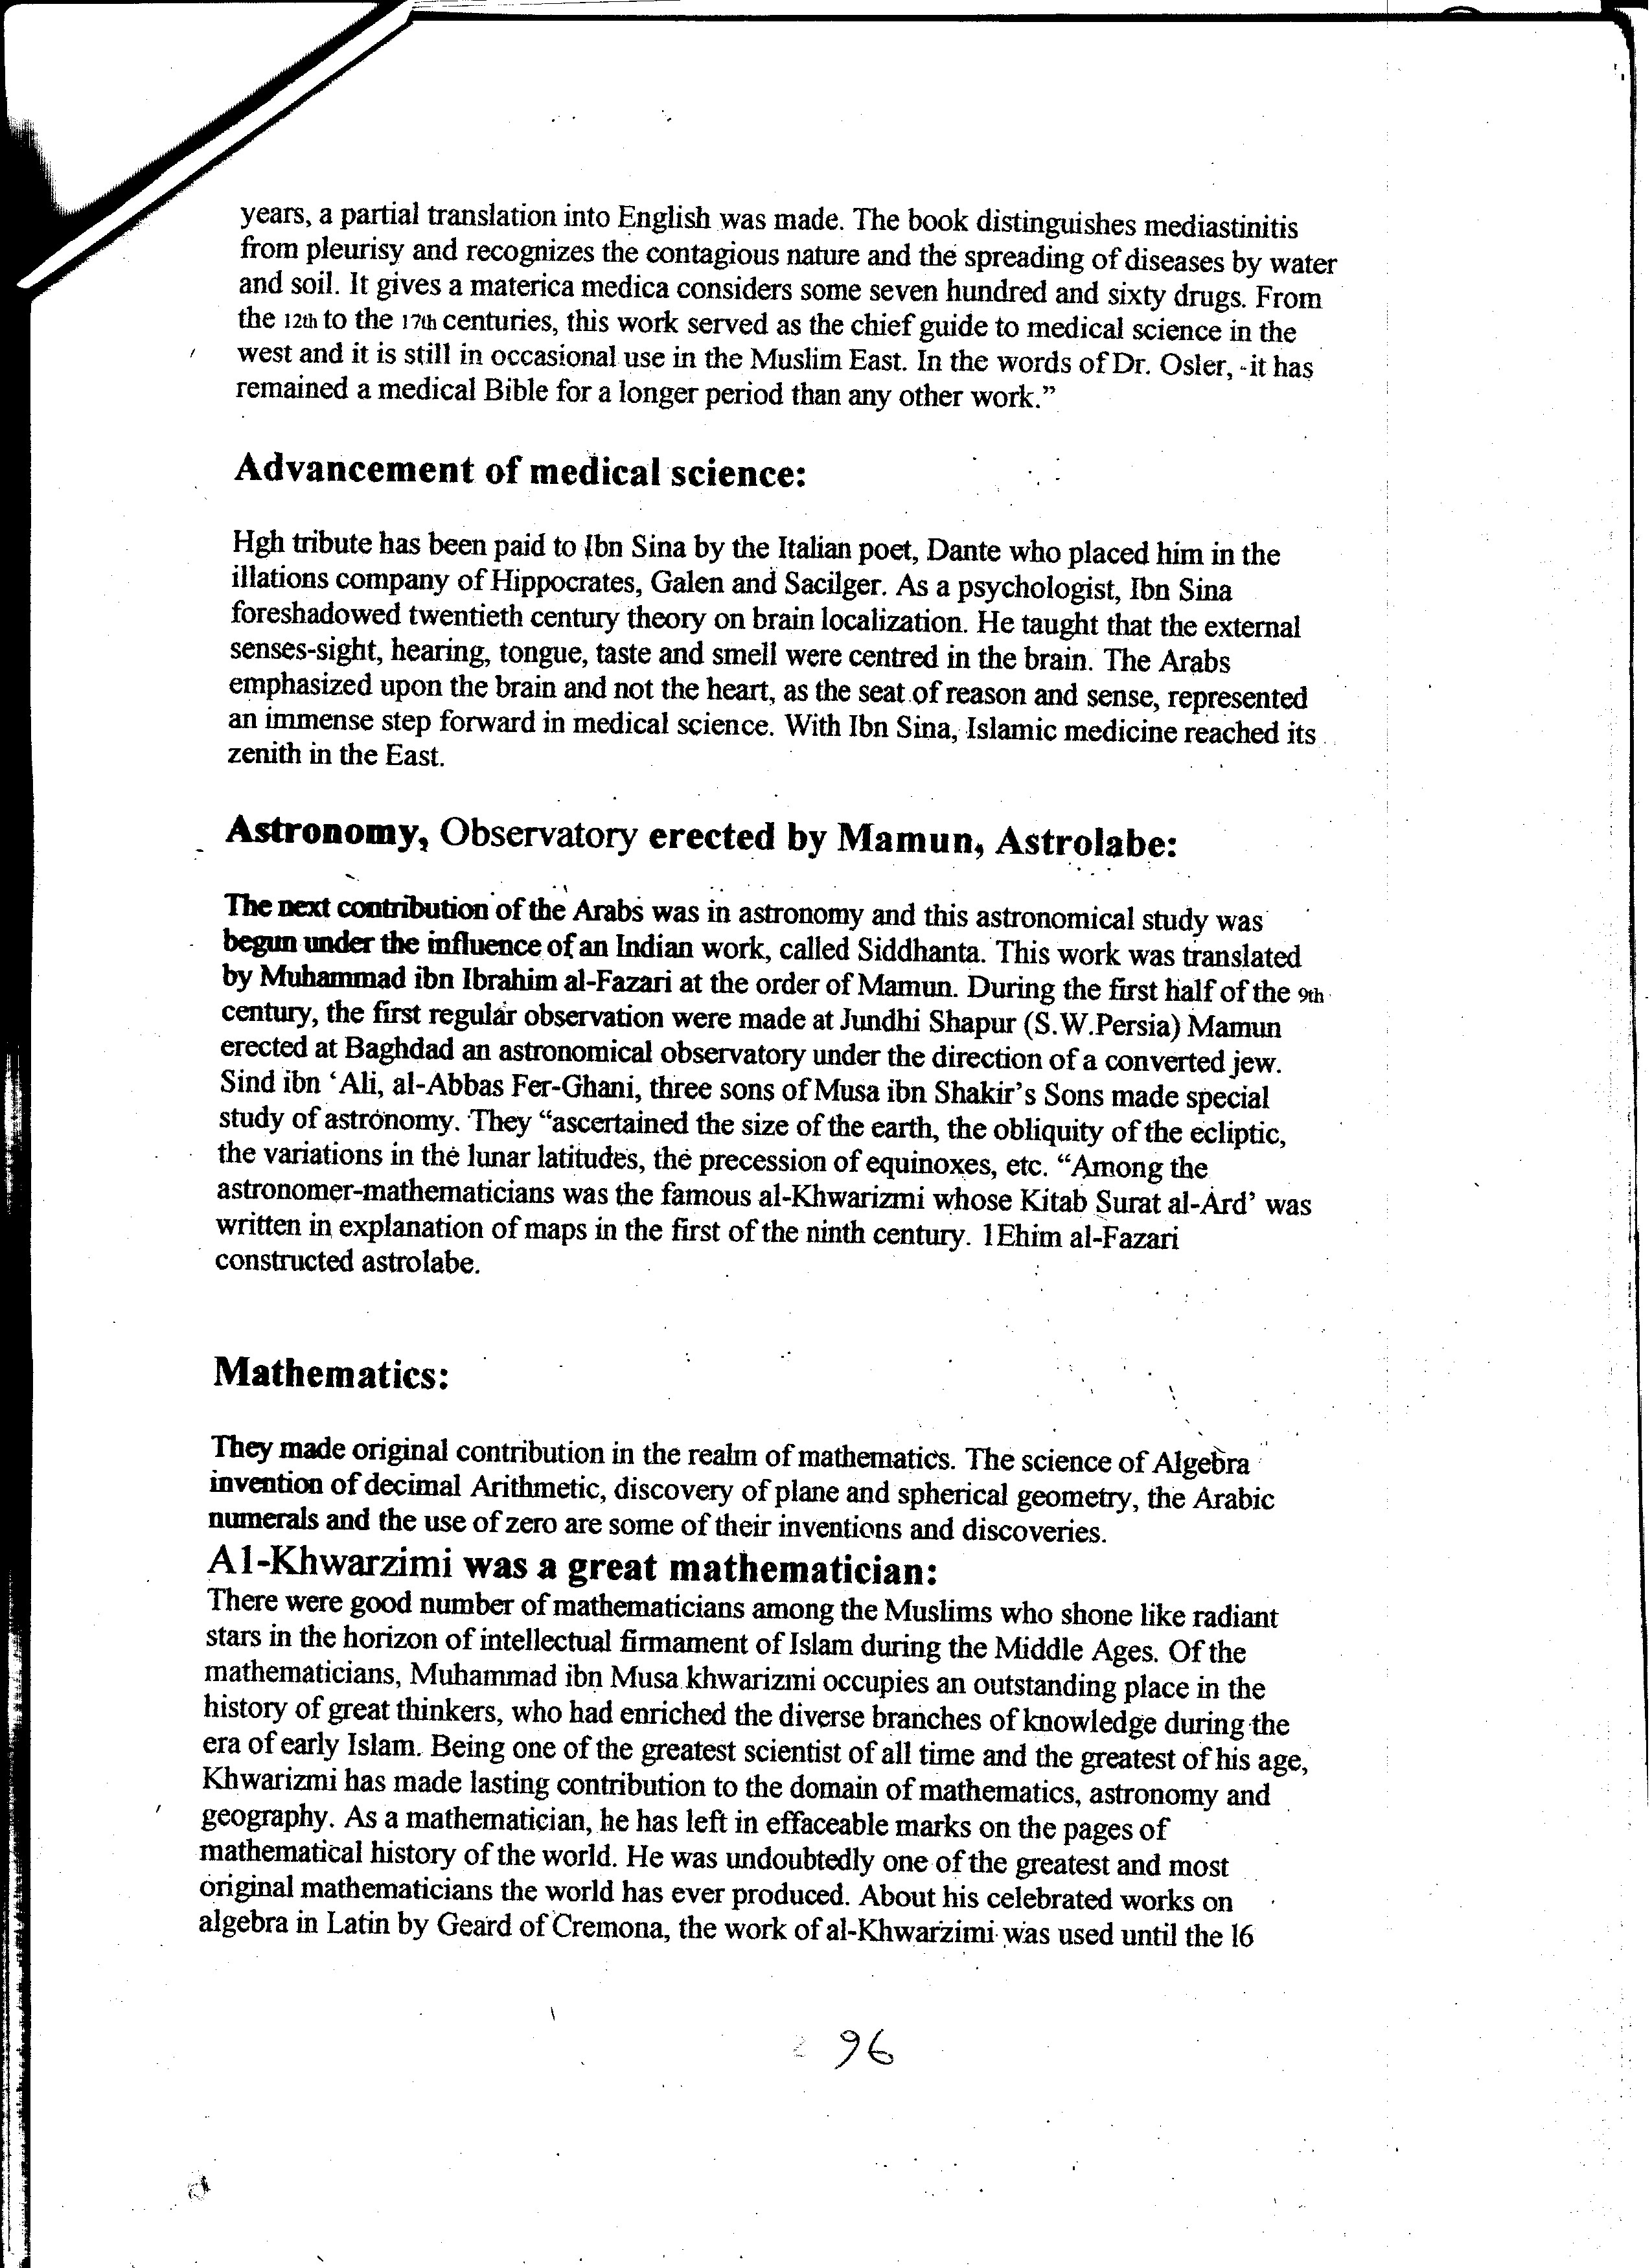 years, a partial translation into English was made. The book distinguishes mediastinitis
from pleurisy and recognizes the contagious nature and the spreading of diseases by water
and soil. It gives a materica medica considers some seven hundred and sixty drugs. From
the 12th to the 17th centuries, this work served as the chief guide to medical science in the
west and it is still in occasional use in the Muslim East. In the words of Dr. Osler, -it has
remained a medical Bible for a longer period than any other work.”
Advancement of medical science:
Hgh tribute has been paid to Ibn Sina by the Italian poet, Dante who placed him in the
illations company of Hippocrates, Galen and Sacilger. As a psychologist, Ibn Sina
foreshadowed twentieth century theory on brain localization. He taught that the external
senses-sight, hearing, tongue, taste and smell were centred in the brain. The Arabs
emphasized upon the brain and not the heart, as the seat of reason and sense, represented
an immense step forward in medical science. With Ibn Sina, Islamic medicine reached its
zenith in the East.
Astronomy, Observatory erected by Mamun, Astrolabe:
The next contribution of the Arabs was in astronomy and this astronomical study was
begun under the influence of an Indian work, called Siddhanta. This work was translated
by Muhammad ibn Ibrahim al-Fazari at the order of Mamun. During the first half of the 9th
century, the first regular observation were made at Jundhi Shapur (S.W.Persia) Mamun
erected at Baghdad an astronomical observatory under the direction of a converted jew.
Sind ibn ‘Ali, al-Abbas Fer-Ghani, three sons of Musa ibn Shakir’s Sons made special
study of astronomy. They “ascertained the size of the earth, the obliquity of the ecliptic,
the variations in the lunar latitudes, the precession of equinoxes, etc. “Among the
astronomer-mathematicians was the famous al-Khwarizmi whose Kitab Surat al-Ard’ was
written in explanation of maps in the first of the ninth century. 1Ehim al-Fazari
constructed astrolabe.
Mathematics:
They made original contribution in the realm of mathematics. The science of Algebra
invention of decimal Arithmetic, discovery of plane and spherical geometry, the Arabic
numerals and the use of zero are some of their inventions and discoveries.
A1-Khwarzimi was a great mathematician:
There were good number of mathematicians among the Muslims who shone like radiant
stars in the horizon of intellectual firmament of Islam during the Middle Ages. Of the
mathematicians, Muhammad ibn Musa khwarizmi occupies an outstanding place in the
history of great thinkers, who had enriched the diverse branches of knowledge during the
era of early Islam. Being one of the greatest scientist of all time and the greatest of his age,
Khwarizmi has made lasting contribution to the domain of mathematics, astronomy and
geography. As a mathematician, he has left in effaceable marks on the pages of
mathematical history of the world. He was undoubtedly one of the greatest and most
original mathematicians the world has ever produced. About his celebrated works on
algebra in Latin by Geard of Cremona, the work of al-Khwarzimi was used until the 16
96